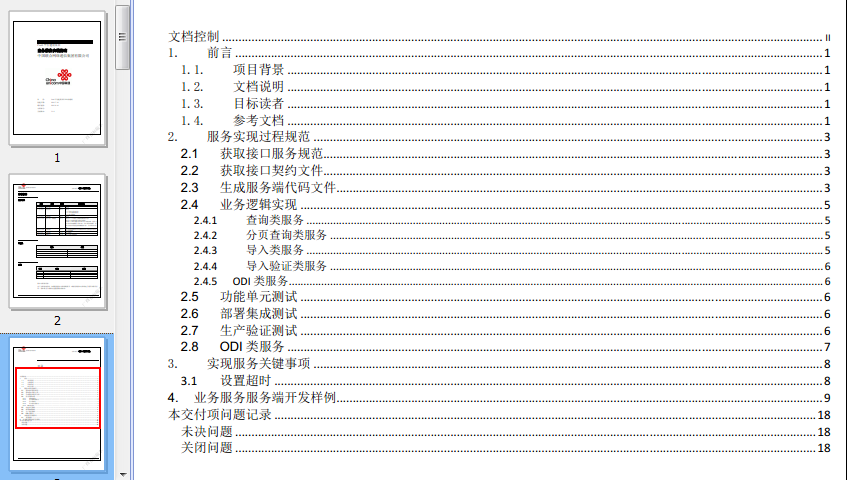 1
2
文档控制 II
1. 前言 1
1.1. 项目背景 1
1.2. 文档说明 1
1.3. 目标读者 1
1.4. 参考文档 1
2. 服务实现过程规范 3
2.1 获取接口服务规范 3
2.2 获取接口契约文件 3
2.3 生成服务端代码文件 3
2.4 业务逻辑实现 5
2.4.1 查询类服务 5
2.4.2 分页查询类服务 5
2.4.3 导入类服务 5
2.4.4 导入验证类服务 6
2.4.5 ODI 类服务 6
2.5 功能单元测试 6
2.6 部署集成测试 6
2.7 生产验证测试 6
2.8 ODI 类服务 7
3. 实现服务关键事项 8
3.1 设置超时 8
4. 业务服务服务端开发样例 9
本交付项问题记录 18
未决问题 18
关闭问题 18